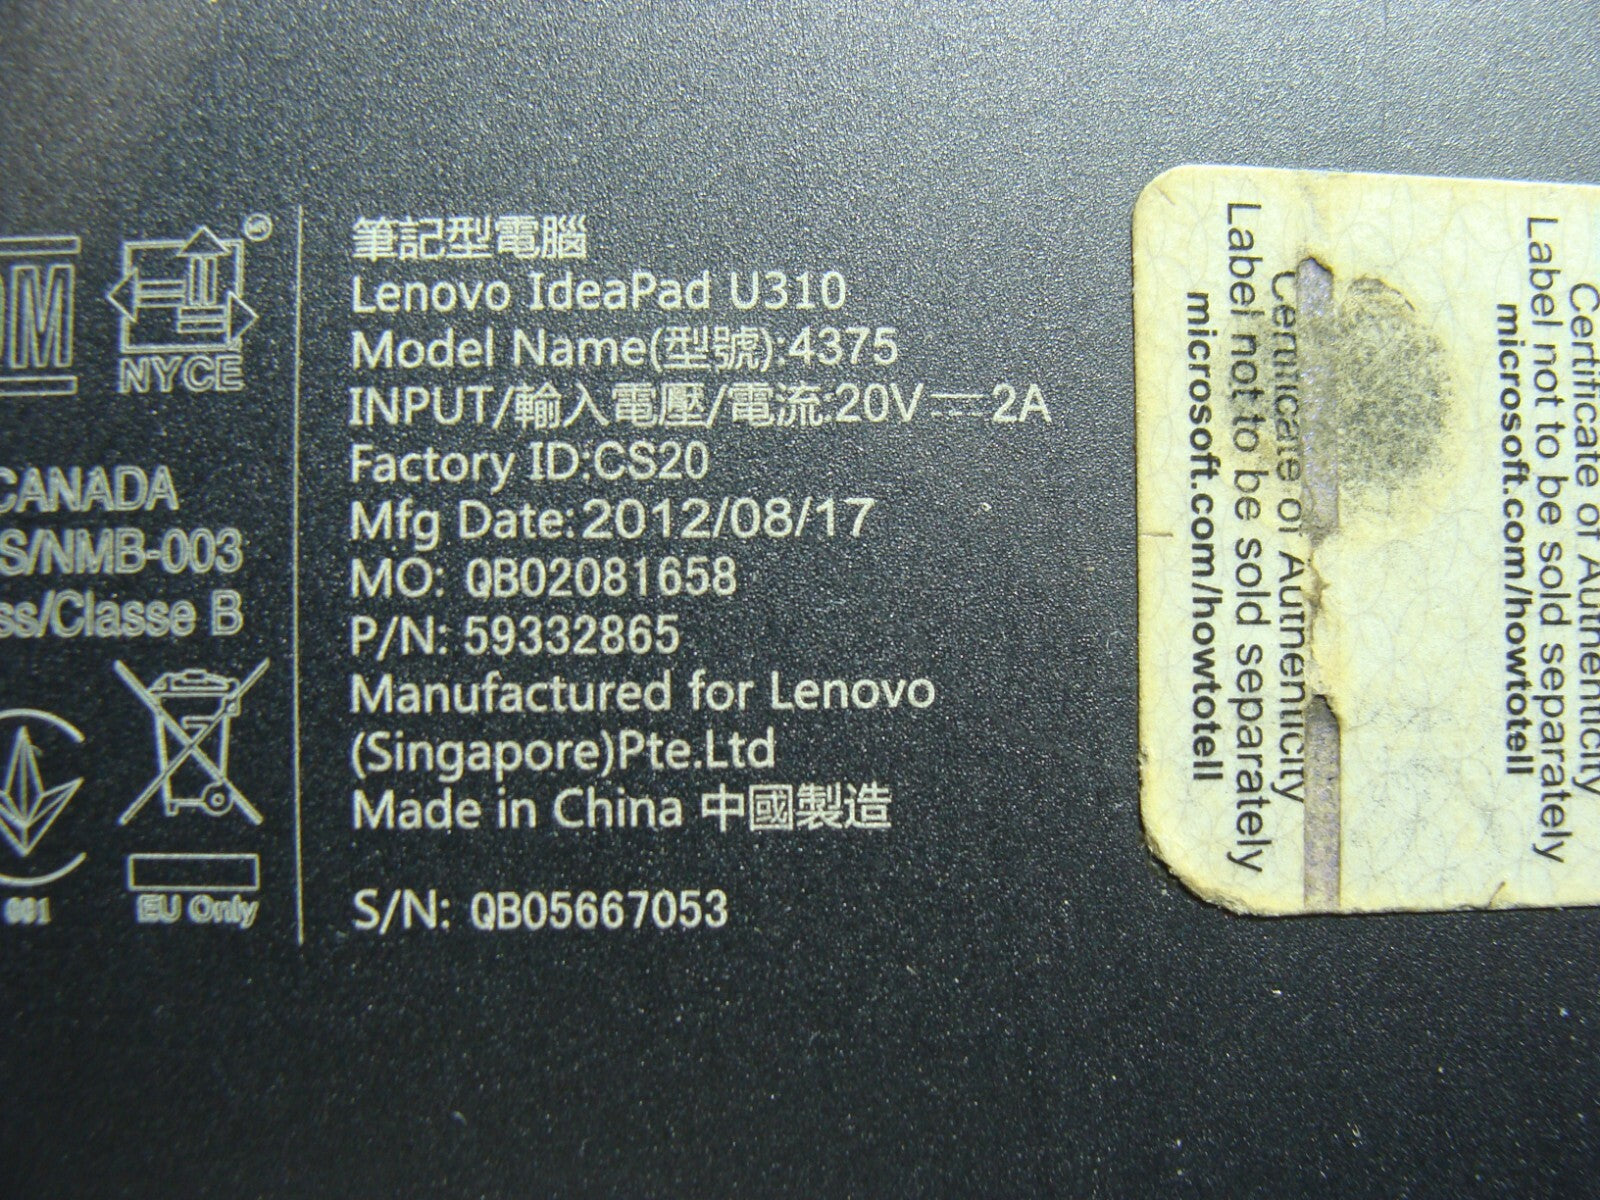 NYCE
CANADA
S/NMB-003
ss/Classe B
EU Only
筆記型電腦
Lenovo IdeaPad U310
Model Name(型號):4375
INPUT/輸入電壓/電流:20V⎓2A
Factory ID:CS20
Mfg Date:2012/08/17
MO: QB02081658
P/N: 59332865
Manufactured for Lenovo
(Singapore)Pte.Ltd
Made in China 中國製造
S/N: QB05667053
Certificate of Authenticity
Label not to be sold separately
microsoft.com/howtotell
Certificate of Authenticity
Label not to be sold separately
microsoft.com/howtotell